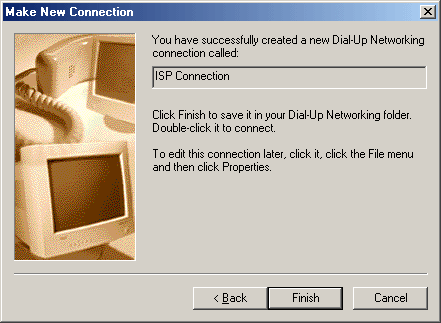 Make New Connection
You have successfully created a new Dial-Up Networking
connection called:
ISP Connection
Click Finish to save it in your Dial-Up Networking folder.
Double-click it to connect.
To edit this connection later, click it, click the File menu
and then click Properties.
< Back
Finish
Cancel